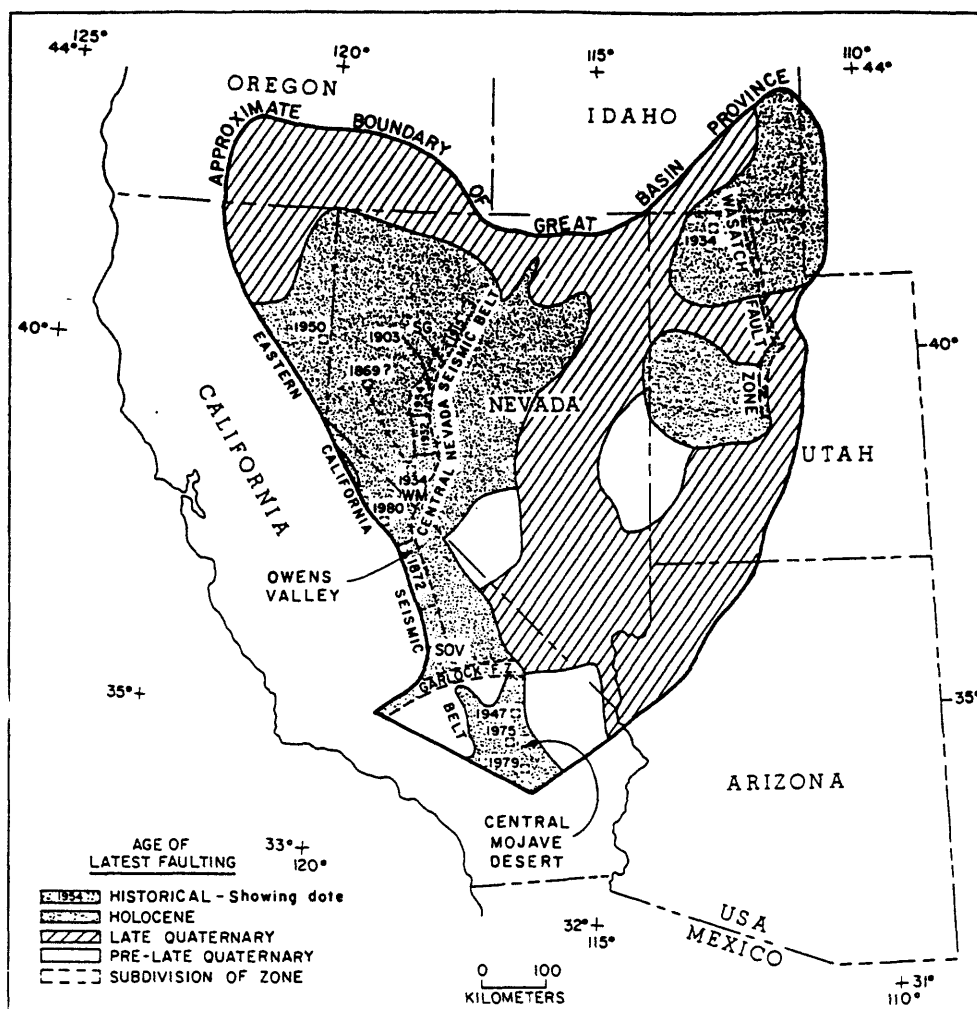 125°
44°
120°
115°
110°
44°
OREGON
IDAHO
APPROXIMATE BOUNDARY OF GREAT BASIN PROVINCE
WASATCH FAULT ZONE
1934
40°
40°
1950
SG
1903
1869?
1954
1932
NEVADA
CENTRAL NEVADA SEISMIC BELT
EASTERN CALIFORNIA SEISMIC BELT
CALIFORNIA
UTAH
1934
WM
1980
1872
OWENS
VALLEY
SOV
GARLOCK F. Z.
35°
35°
1947
1975
1979
ARIZONA
CENTRAL
MOJAVE
DESERT
33°
120°
32°
115°
USA
MEXICO
31°
110°
AGE OF
LATEST FAULTING
1954 HISTORICAL - Showing date
HOLOCENE
LATE QUATERNARY
PRE-LATE QUATERNARY
SUBDIVISION OF ZONE
0 100
KILOMETERS